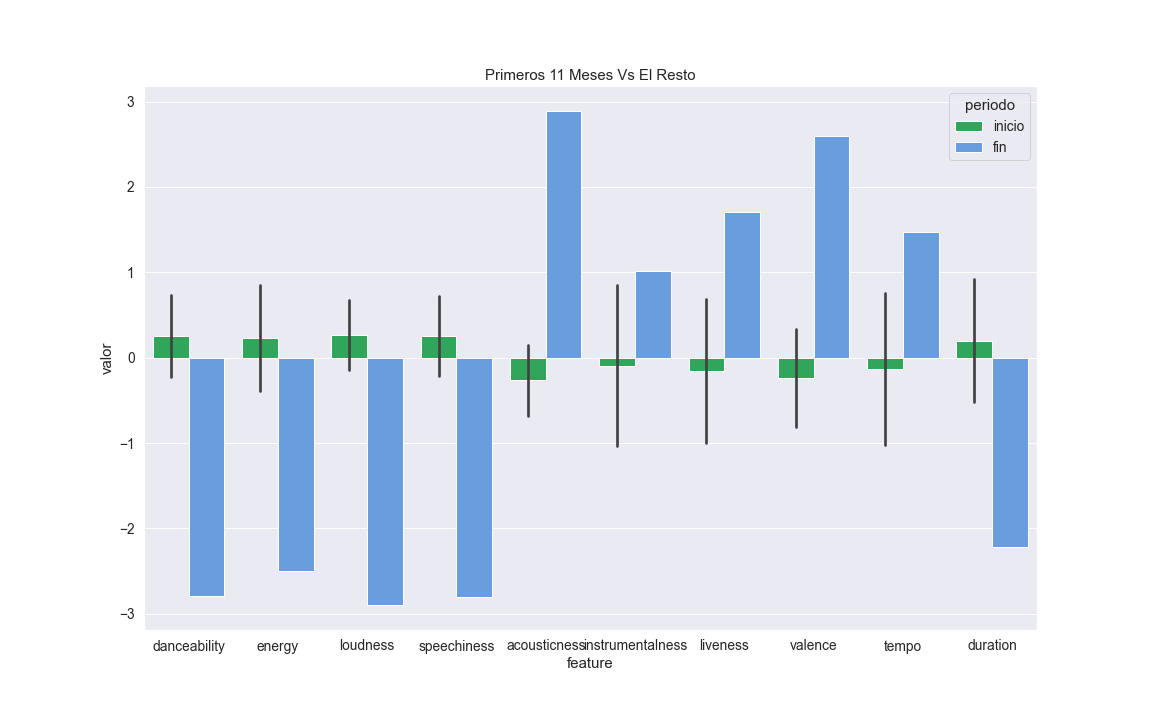 Primeros 11 Meses Vs El Resto
periodo
inicio
fin
valor
3
2
1
0
−1
−2
−3
danceability energy loudness speechiness acousticness instrumentalness liveness valence tempo duration
feature